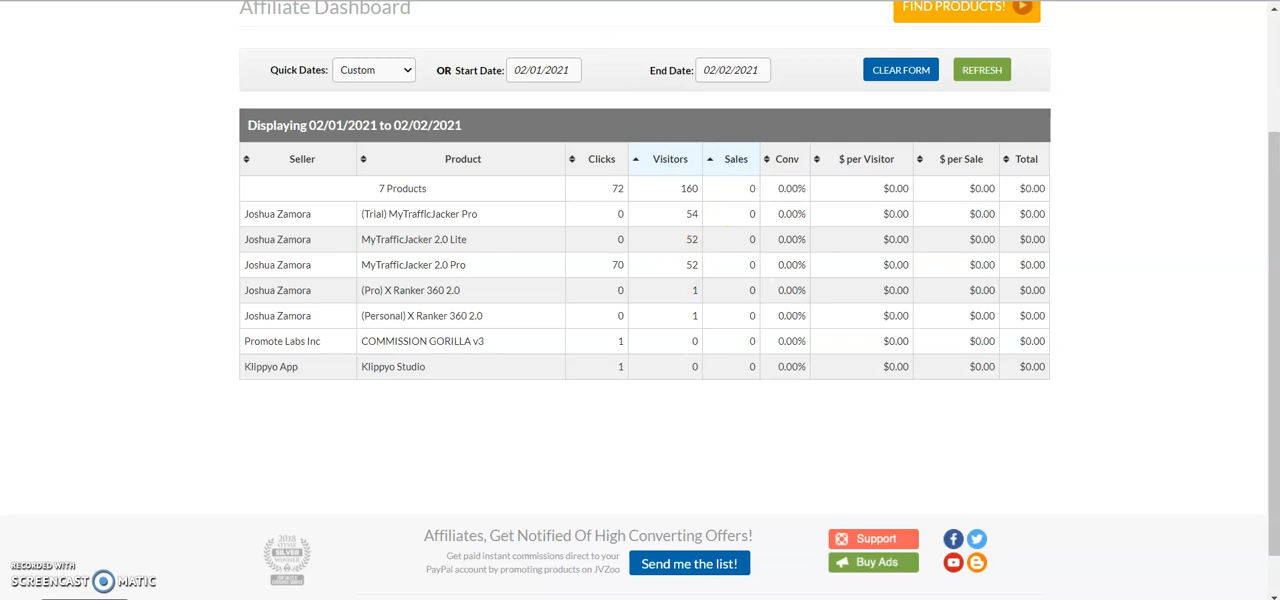 Affiliate Dashboard
FIND PRODUCTS!
Quick Dates: Custom OR Start Date: 02/01/2021 End Date: 02/02/2021 CLEAR FORM REFRESH
Displaying 02/01/2021 to 02/02/2021
Seller Product Clicks Visitors Sales Conv $ per Visitor $ per Sale Total
7 Products 72 160 0 0.00% $0.00 $0.00 $0.00
Joshua Zamora (Trial) MyTrafficJacker Pro 0 54 0 0.00% $0.00 $0.00 $0.00
Joshua Zamora MyTrafficJacker 2.0 Lite 0 52 0 0.00% $0.00 $0.00 $0.00
Joshua Zamora MyTrafficJacker 2.0 Pro 70 52 0 0.00% $0.00 $0.00 $0.00
Joshua Zamora (Pro) X Ranker 360 2.0 0 1 0 0.00% $0.00 $0.00 $0.00
Joshua Zamora (Personal) X Ranker 360 2.0 0 1 0 0.00% $0.00 $0.00 $0.00
Promote Labs Inc COMMISSION GORILLA v3 1 0 0 0.00% $0.00 $0.00 $0.00
Klippyo App Klippyo Studio 1 0 0 0.00% $0.00 $0.00 $0.00
2018
STEVIE
SILVER
WINNER
Affiliates, Get Notified Of High Converting Offers!
Get paid instant commissions direct to your
PayPal account by promoting products on JVZoo
Send me the list!
Support
Buy Ads
RECORDED WITH
SCREENCAST MATIC